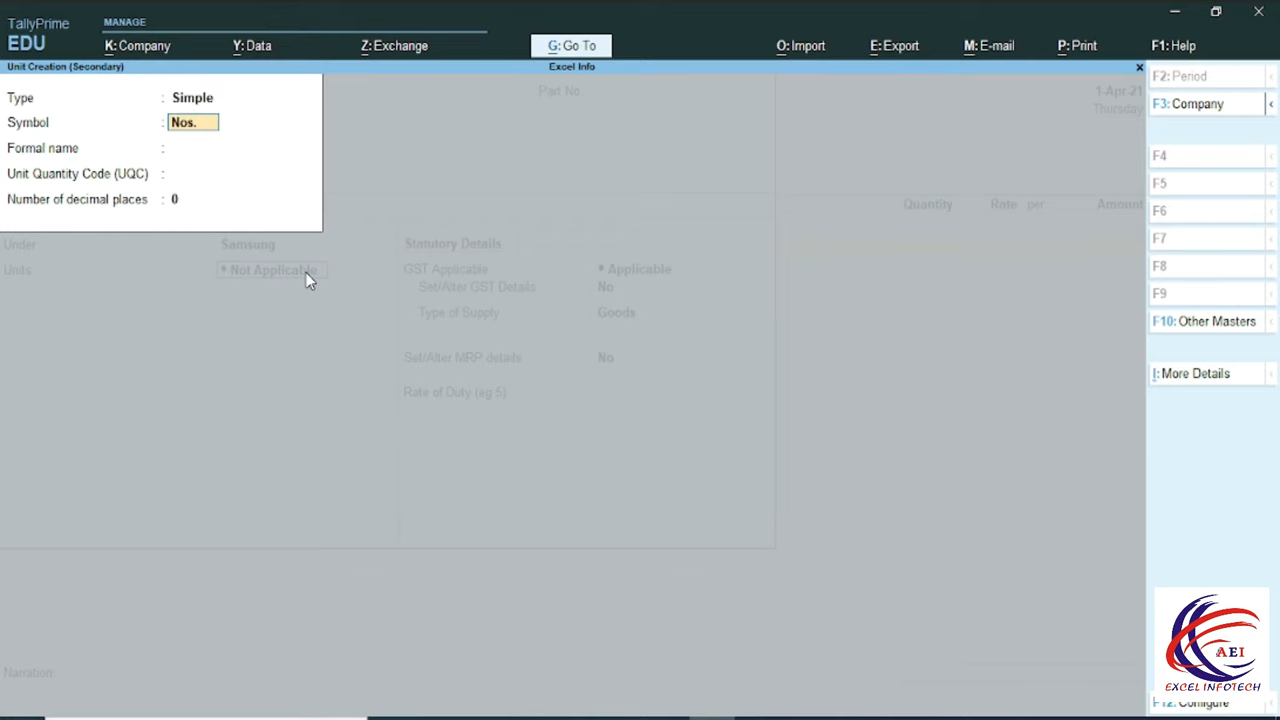 TallyPrime
EDU
MANAGE
K: Company
Y: Data
Z: Exchange
G: Go To
O: Import
E: Export
M: E-mail
P: Print
F1: Help
Unit Creation (Secondary)
Excel Info
×
Type : Simple
Symbol : Nos.
Formal name :
Unit Quantity Code (UQC) :
Number of decimal places : 0
Part No.
1-Apr-21
Thursday
Quantity Rate per Amount
Under Samsung
Units Not Applicable
Statutory Details
GST Applicable Applicable
Set/Alter GST Details No
Type of Supply Goods
Set/Alter MRP details No
Rate of Duty (eg 5)
Narration:
F2: Period
F3: Company
F4
F5
F6
F7
F8
F9
F10: Other Masters
I: More Details
AEI
EXCEL INFOTECH
F12: Configure